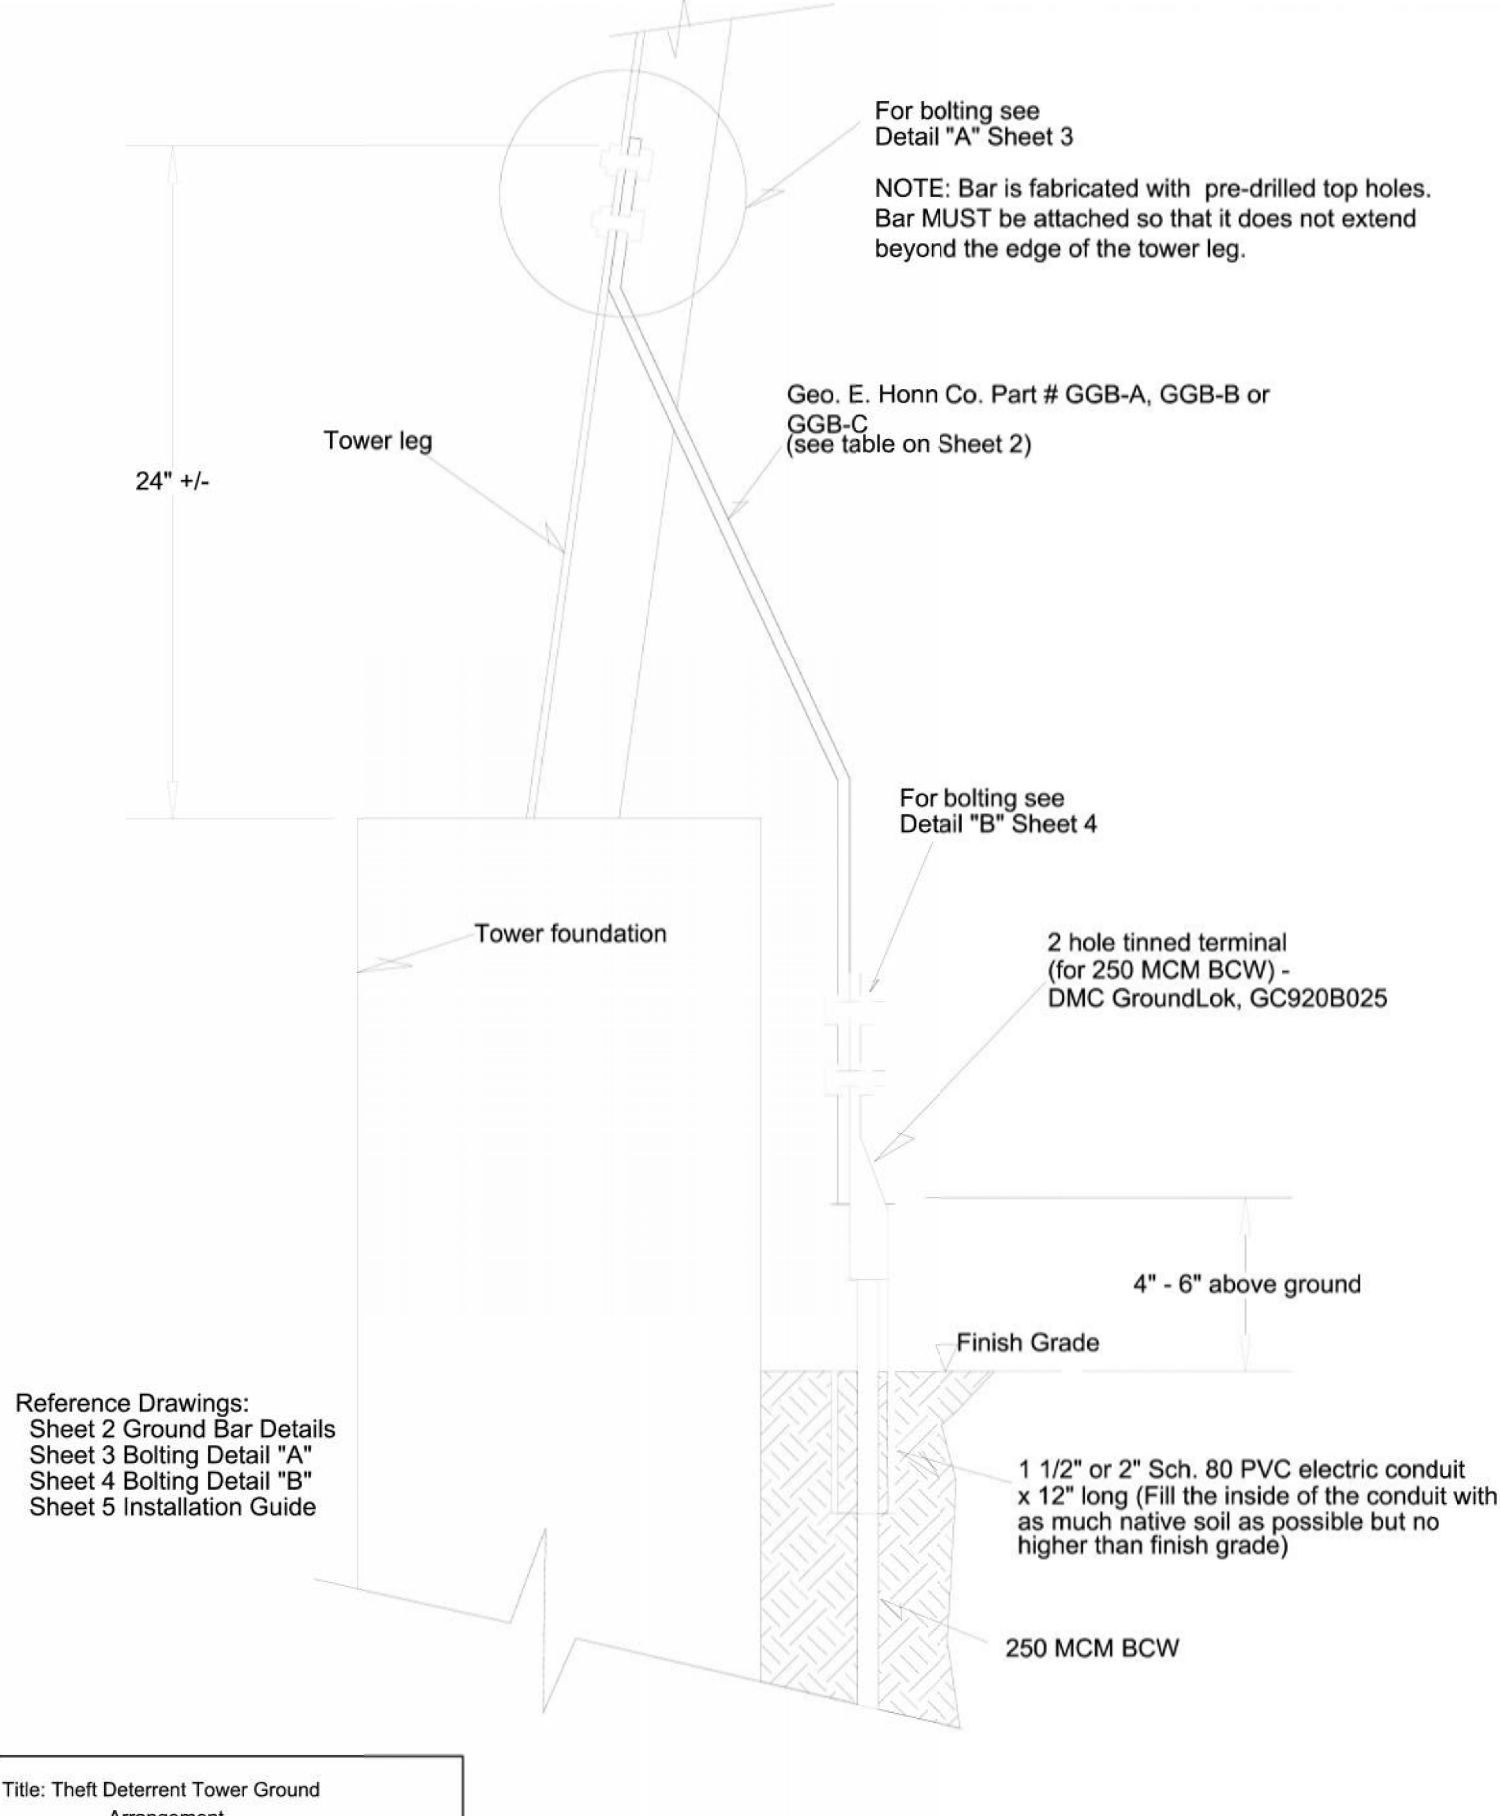 For bolting see
Detail "A" Sheet 3
NOTE: Bar is fabricated with pre-drilled top holes.
Bar MUST be attached so that it does not extend
beyond the edge of the tower leg.
Geo. E. Honn Co. Part # GGB-A, GGB-B or
GGB-C
(see table on Sheet 2)
Tower leg
24" +/-
For bolting see
Detail "B" Sheet 4
Tower foundation
2 hole tinned terminal
(for 250 MCM BCW) -
DMC GroundLok, GC920B025
4" - 6" above ground
Finish Grade
Reference Drawings:
Sheet 2 Ground Bar Details
Sheet 3 Bolting Detail "A"
Sheet 4 Bolting Detail "B"
Sheet 5 Installation Guide
1 1/2" or 2" Sch. 80 PVC electric conduit
x 12" long (Fill the inside of the conduit with
as much native soil as possible but no
higher than finish grade)
250 MCM BCW
Title: Theft Deterrent Tower Ground
Arrangement